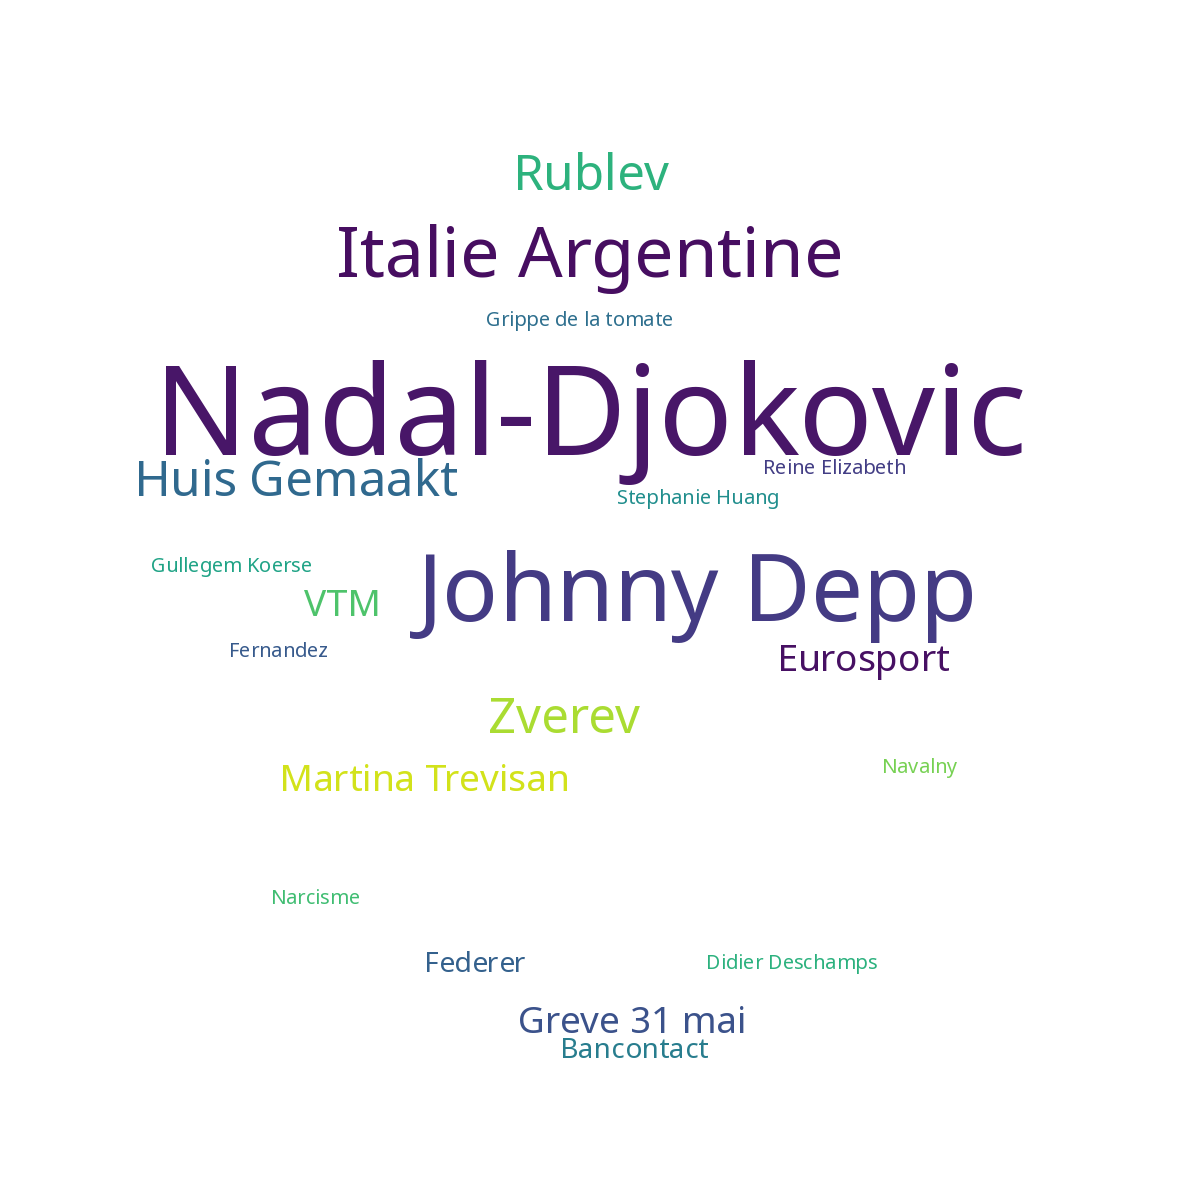 Rublev
Italie Argentine
Grippe de la tomate
Nadal-Djokovic
Reine Elizabeth
Huis Gemaakt
Stephanie Huang
Gullegem Koerse
Johnny Depp
VTM
Fernandez
Eurosport
Zverev
Navalny
Martina Trevisan
Narcisme
Federer
Didier Deschamps
Greve 31 mai
Bancontact